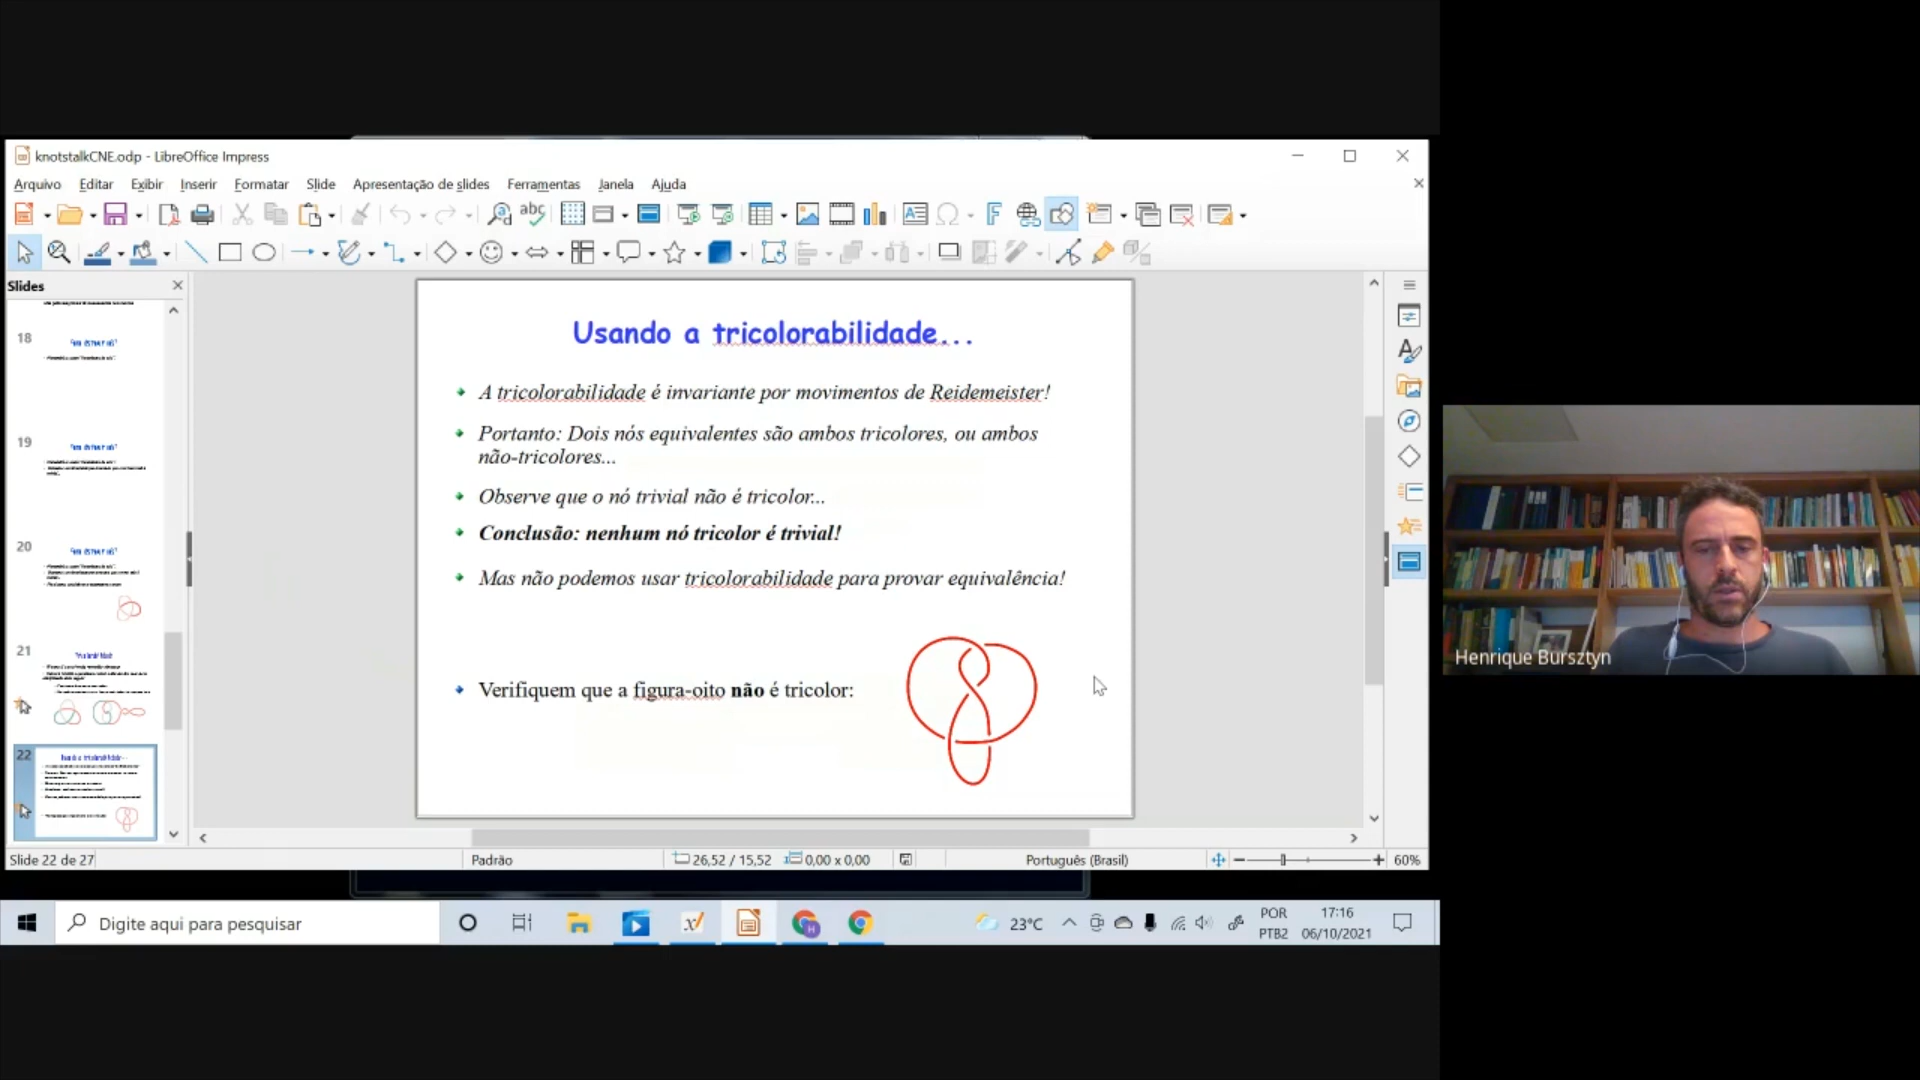 knotstalkCNE.odp - LibreOffice Impress
Arquivo Editar Exibir Inserir Formatar Slide Apresentação de slides Ferramentas Janela Ajuda
Slides
18
19
20
21
22
Usando a tricolorabilidade...
A tricolorabilidade é invariante por movimentos de Reidemeister!
Portanto: Dois nós equivalentes são ambos tricolores, ou ambos
não-tricolores...
Observe que o nó trivial não é tricolor...
Conclusão: nenhum nó tricolor é trivial!
Mas não podemos usar tricolorabilidade para provar equivalência!
Verifiquem que a figura-oito não é tricolor:
Henrique Bursztyn
Slide 22 de 27 Padrão 26,52 / 15,52 0,00 x 0,00 Português (Brasil) 60%
Digite aqui para pesquisar 23°C POR 17:16
PTB2 06/10/2021